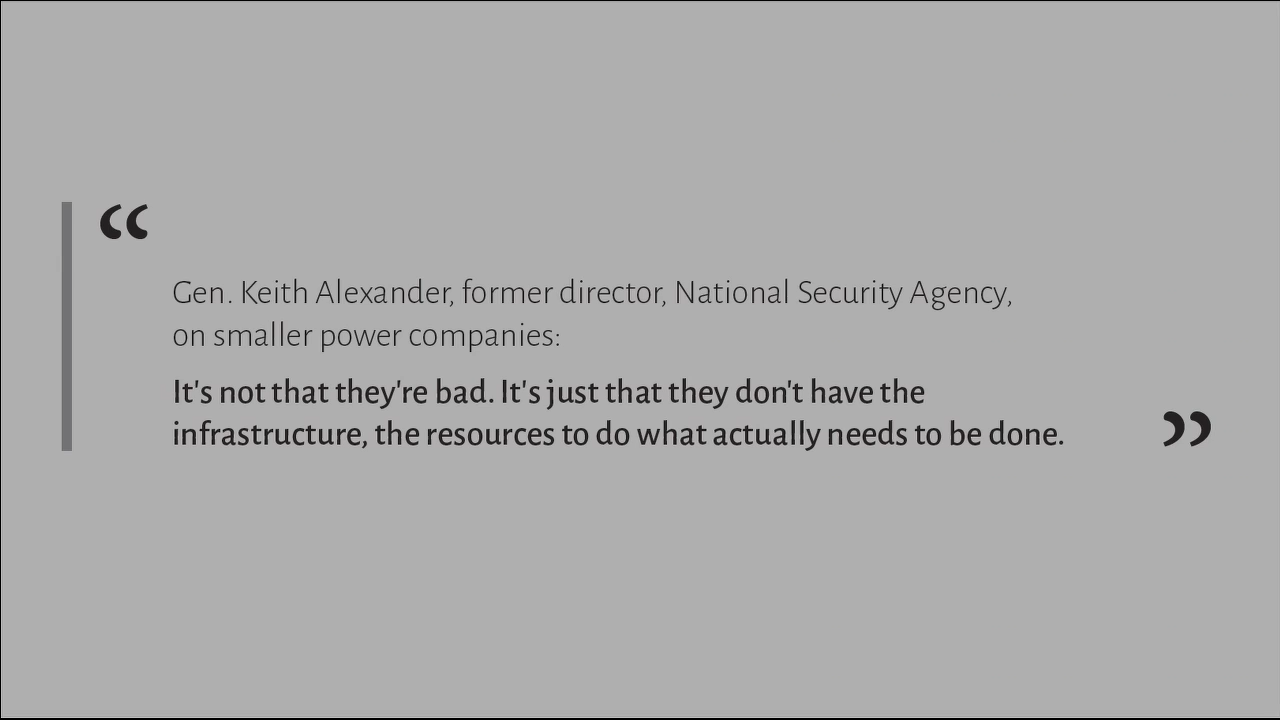 “
Gen. Keith Alexander, former director, National Security Agency,
on smaller power companies:
It's not that they're bad. It's just that they don't have the
infrastructure, the resources to do what actually needs to be done.
”